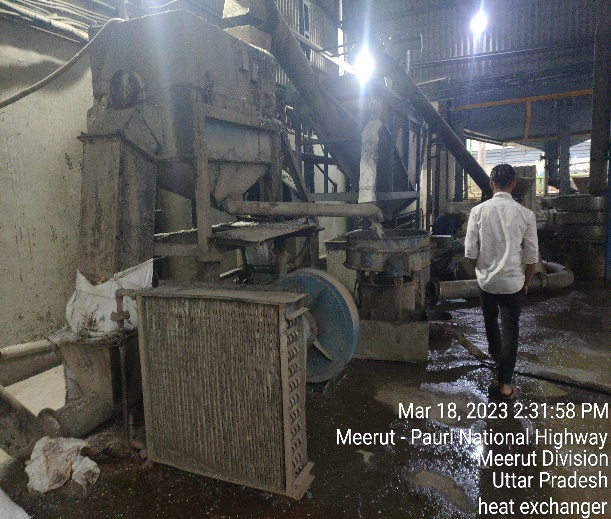 Mar 18, 2023 2:31:58 PM
Meerut - Pauri National Highway
Meerut Division
Uttar Pradesh
heat exchanger